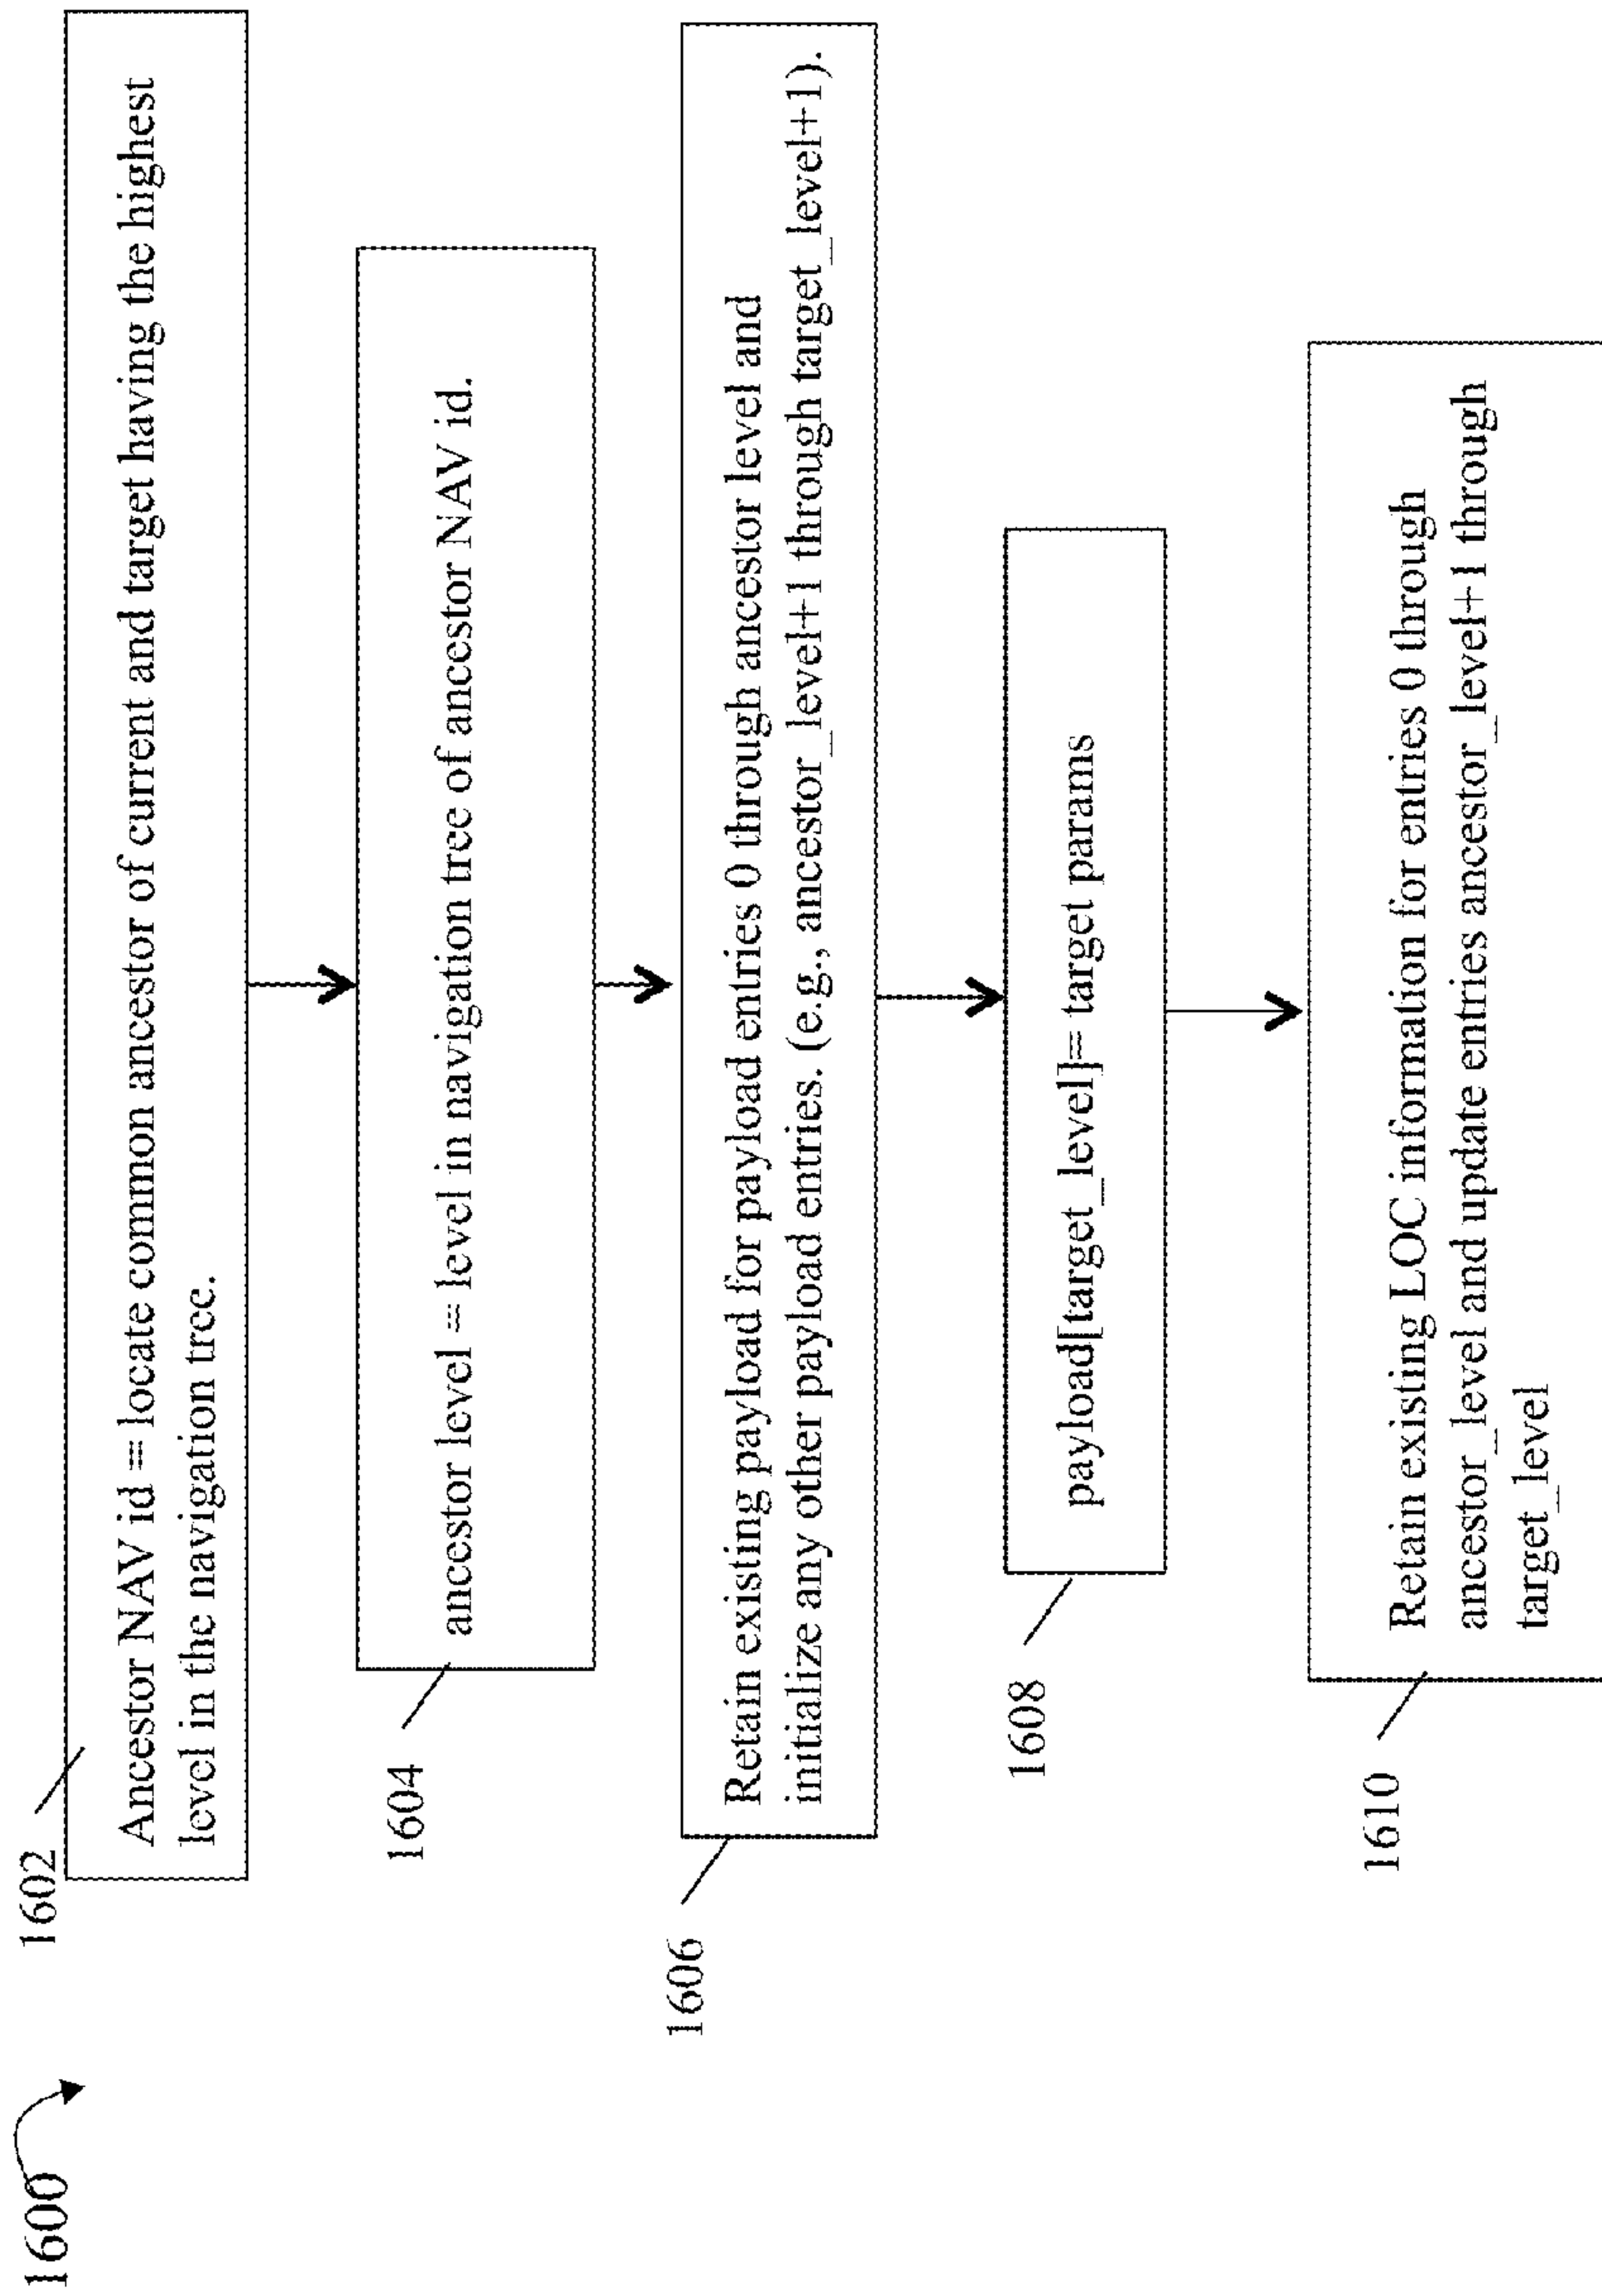 1600
1602
Ancestor NAV id = locate common ancestor of current and target having the highest
level in the navigation tree.
1604
ancestor level = level in navigation tree of ancestor NAV id.
1606
Retain existing payload for payload entries 0 through ancestor level and
initialize any other payload entries. (e.g., ancestor_level+1 through target_level+1).
1608
payload[target_level]= target params
1610
Retain existing LOC information for entries 0 through
ancestor_level and update entries ancestor_level+1 through
target_level